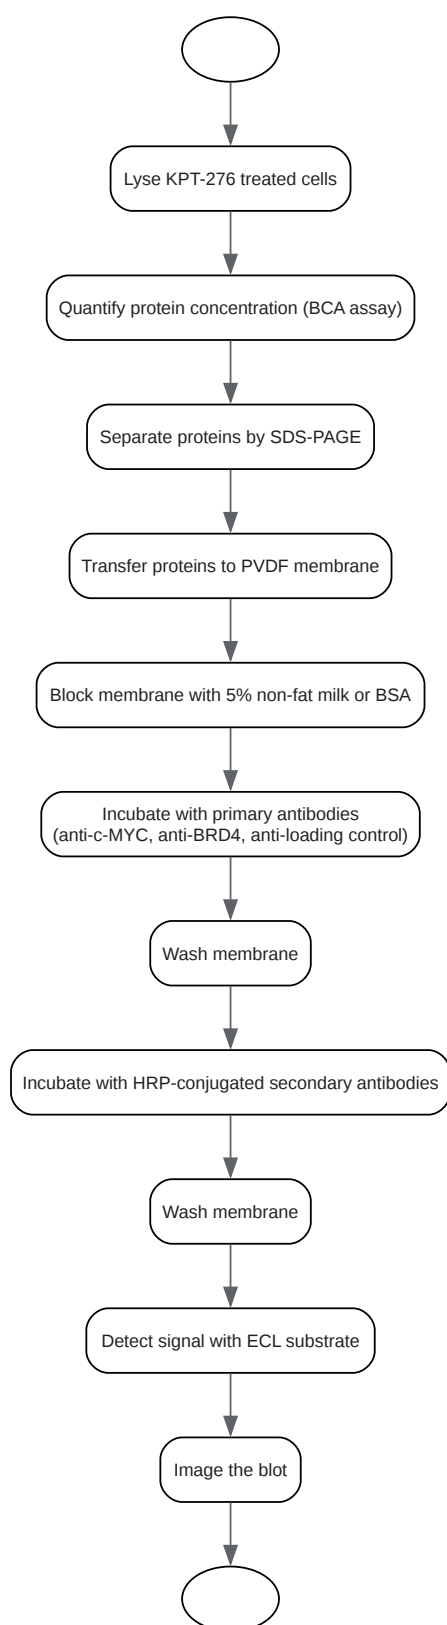 Lyse KPT-276 treated cells
Quantify protein concentration (BCA assay)
Separate proteins by SDS-PAGE
Transfer proteins to PVDF membrane
Block membrane with 5% non-fat milk or BSA
Incubate with primary antibodies
(anti-c-MYC, anti-BRD4, anti-loading control)
Wash membrane
Incubate with HRP-conjugated secondary antibodies
Wash membrane
Detect signal with ECL substrate
Image the blot